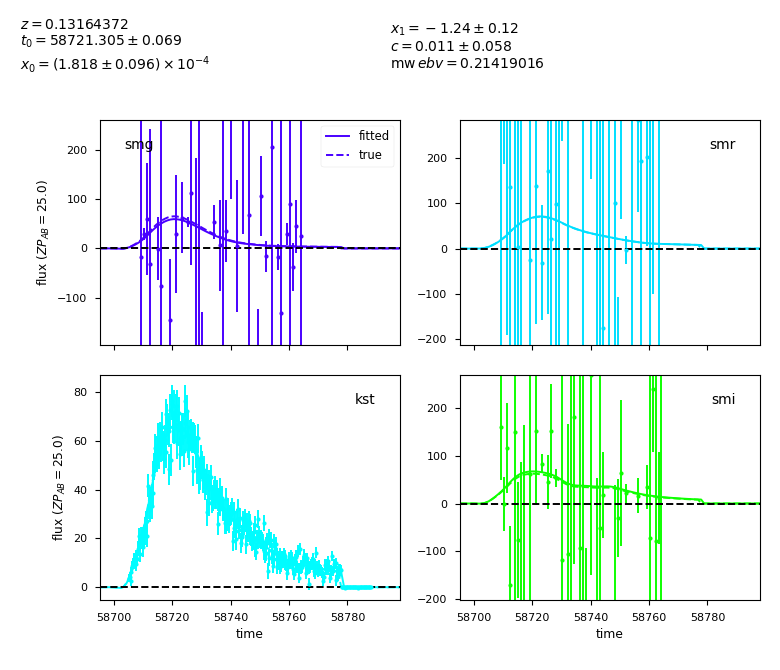 z = 0.13164372
t0 = 58721.305 ± 0.069
x0 = (1.818 ± 0.096) × 10^−4
x1 = −1.24 ± 0.12
c = 0.011 ± 0.058
mwebv = 0.21419016
smg
fitted
true
200
100
0
−100
flux (ZP_AB = 25.0)
smr
200
100
0
−100
−200
kst
80
60
40
20
0
flux (ZP_AB = 25.0)
58700 58720 58740 58760 58780
time
smi
200
100
0
−100
−200
58700 58720 58740 58760 58780
time